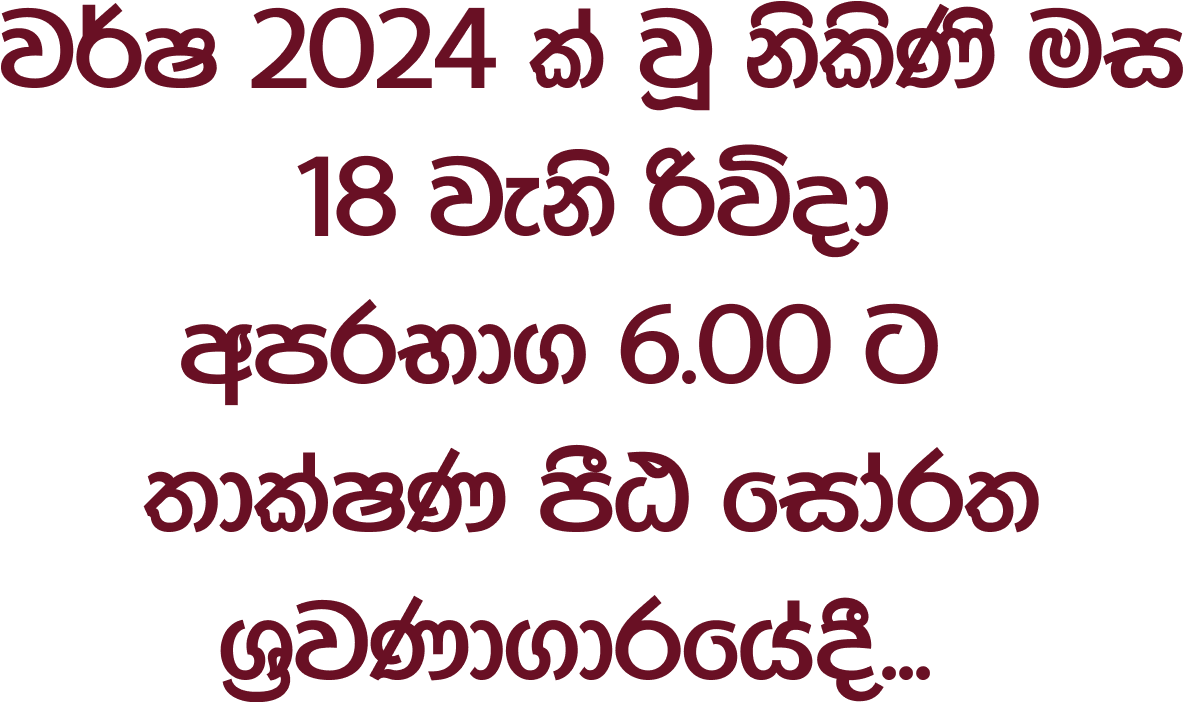 වර්ෂ 2024 ක් වූ නිකිණි මස
18 වැනි රිවිදා
අපරභාග 6.00 ට
තාක්ෂණ පීඨ සෝරත
ශ්‍රවණාගාරයේදී...